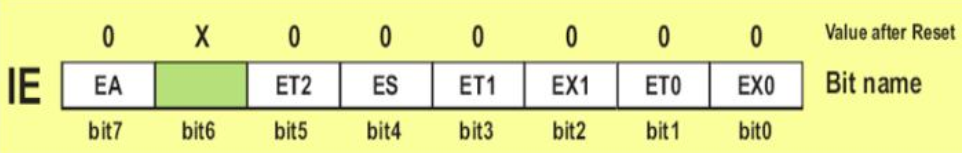 0 X 0 0 0 0 0 0 Value after Reset
IE EA ET2 ES ET1 EX1 ET0 EX0 Bit name
bit7 bit6 bit5 bit4 bit3 bit2 bit1 bit0